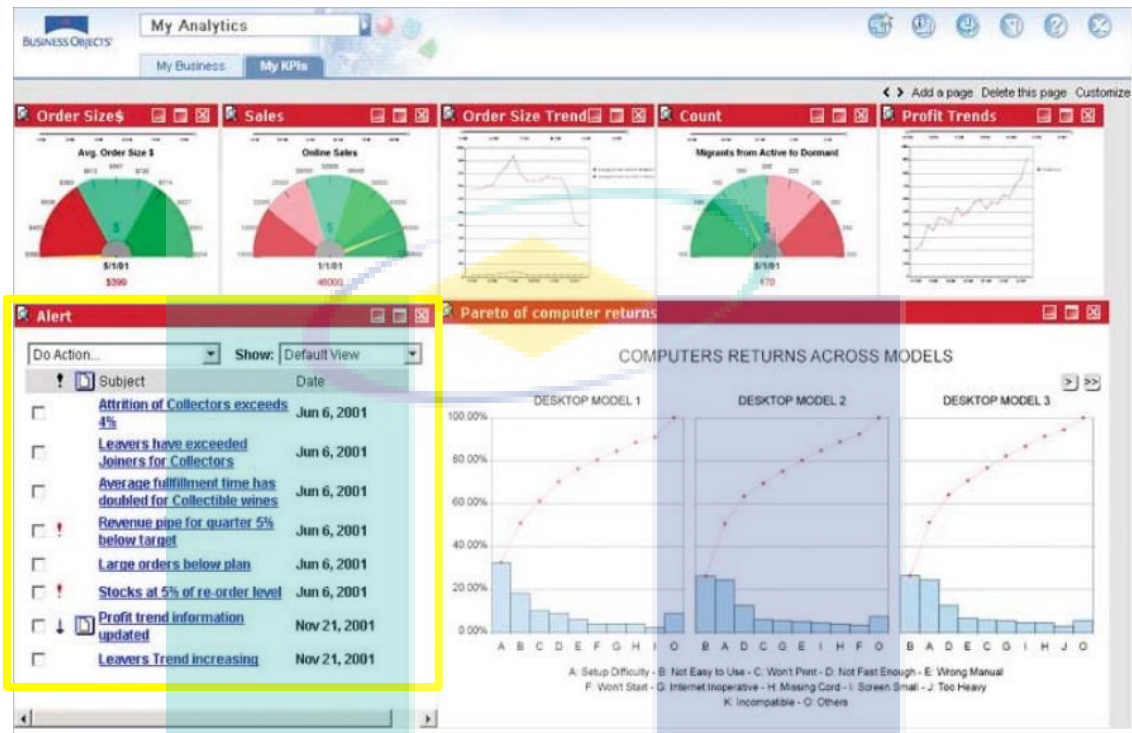 BUSINESS OBJECTS
My Analytics
My Business My KPIs
Add a page Delete this page Customize
Order Size$ Sales Order Size Trend Count Profit Trends
Avg. Order Size $
Online Sales
Migrants from Active to Dormant
5/1/01
$399
1/1/01
46000
5/1/01
170
Alert
Do Action... Show: Default View
! Subject Date
Attrition of Collectors exceeds
4%
Jun 6, 2001
Leavers have exceeded
Joiners for Collectors
Jun 6, 2001
Average fullfillment time has
doubled for Collectible wines
Jun 6, 2001
! Revenue pipe for quarter 5%
below target
Jun 6, 2001
Large orders below plan Jun 6, 2001
! Stocks at 5% of re-order level Jun 6, 2001
Profit trend information
updated
Nov 21, 2001
Leavers Trend increasing Nov 21, 2001
Pareto of computer returns
COMPUTERS RETURNS ACROSS MODELS
> >>
DESKTOP MODEL 1 DESKTOP MODEL 2 DESKTOP MODEL 3
100.00%
80.00%
60.00%
40.00%
20.00%
0.00%
A B C D E F G H I O B A D C G E I H F O B A D C E F G I H J O
A: Setup Difficulty - B: Not Easy to Use - C: Won't Print - D: Not Fast Enough - E: Wrong Manual
F: Won't Start - G: Internet Inoperative - H: Missing Cord - I: Screen Small - J: Too Heavy
K: Incompatible - O: Others